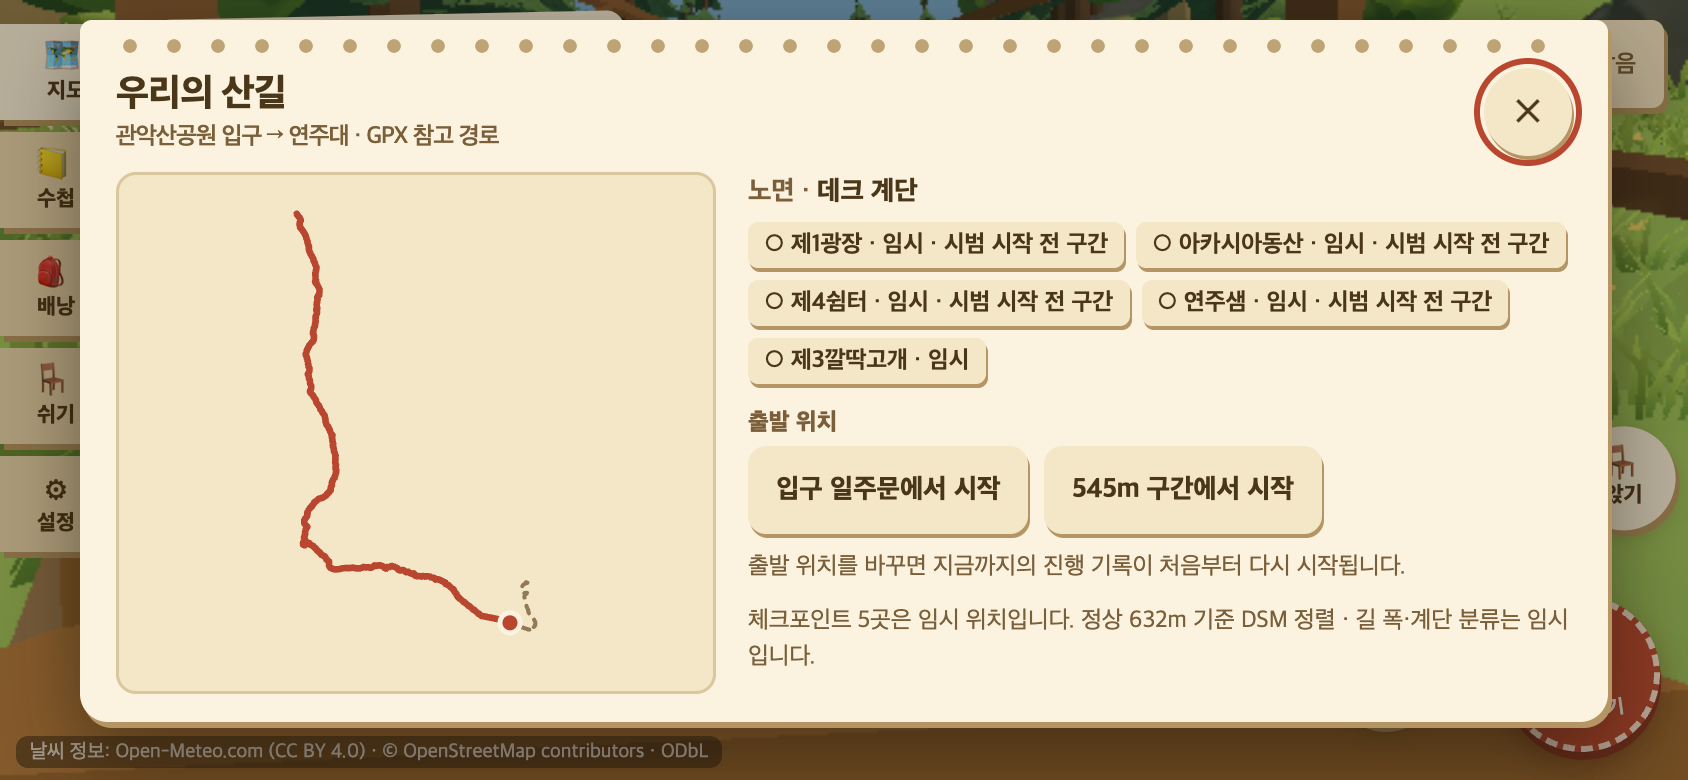 우리의 산길
관악산공원 입구 → 연주대 · GPX 참고 경로
지도
수첩
배낭
쉬기
설정
노면 · 데크 계단
○ 제1광장 · 임시 · 시범 시작 전 구간
○ 아카시아동산 · 임시 · 시범 시작 전 구간
○ 제4쉼터 · 임시 · 시범 시작 전 구간
○ 연주샘 · 임시 · 시범 시작 전 구간
○ 제3깔딱고개 · 임시
출발 위치
입구 일주문에서 시작
545m 구간에서 시작
출발 위치를 바꾸면 지금까지의 진행 기록이 처음부터 다시 시작됩니다.
체크포인트 5곳은 임시 위치입니다. 정상 632m 기준 DSM 정렬 · 길 폭·계단 분류는 임시
입니다.
날씨 정보: Open-Meteo.com (CC BY 4.0) · © OpenStreetMap contributors · ODbL